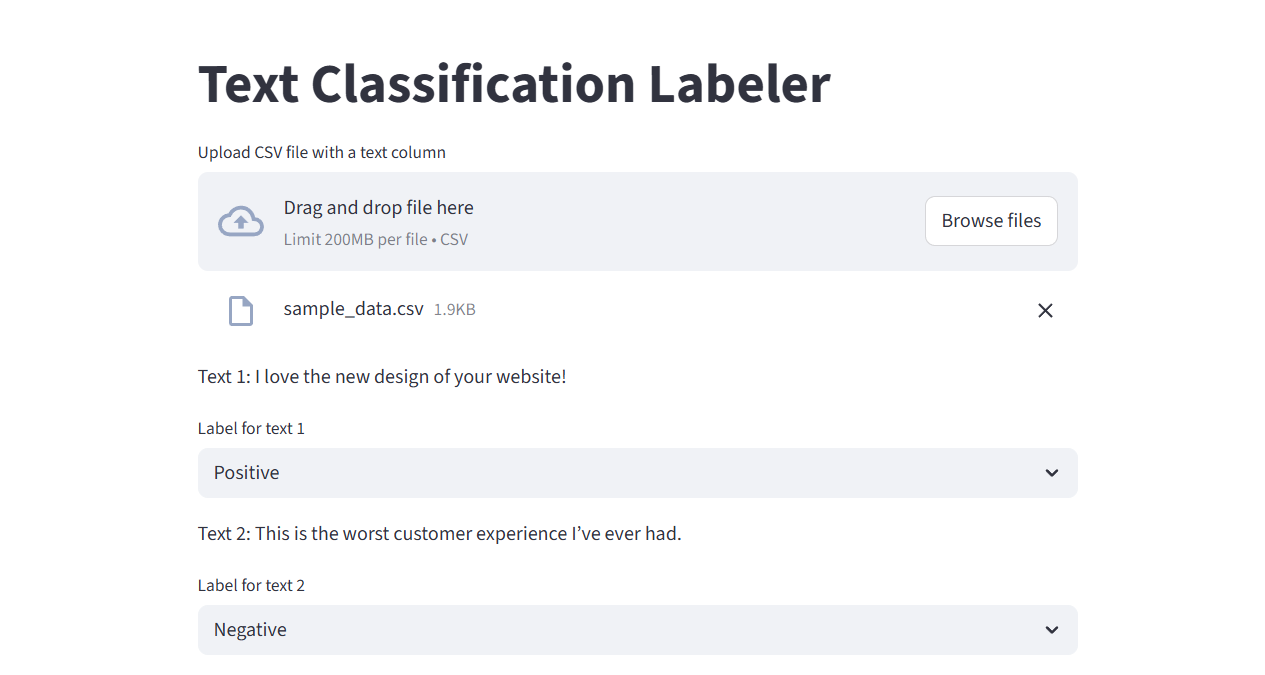 Text Classification Labeler
Upload CSV file with a text column
Drag and drop file here
Limit 200MB per file • CSV
Browse files
sample_data.csv 1.9KB
Text 1: I love the new design of your website!
Label for text 1
Positive
Text 2: This is the worst customer experience I’ve ever had.
Label for text 2
Negative